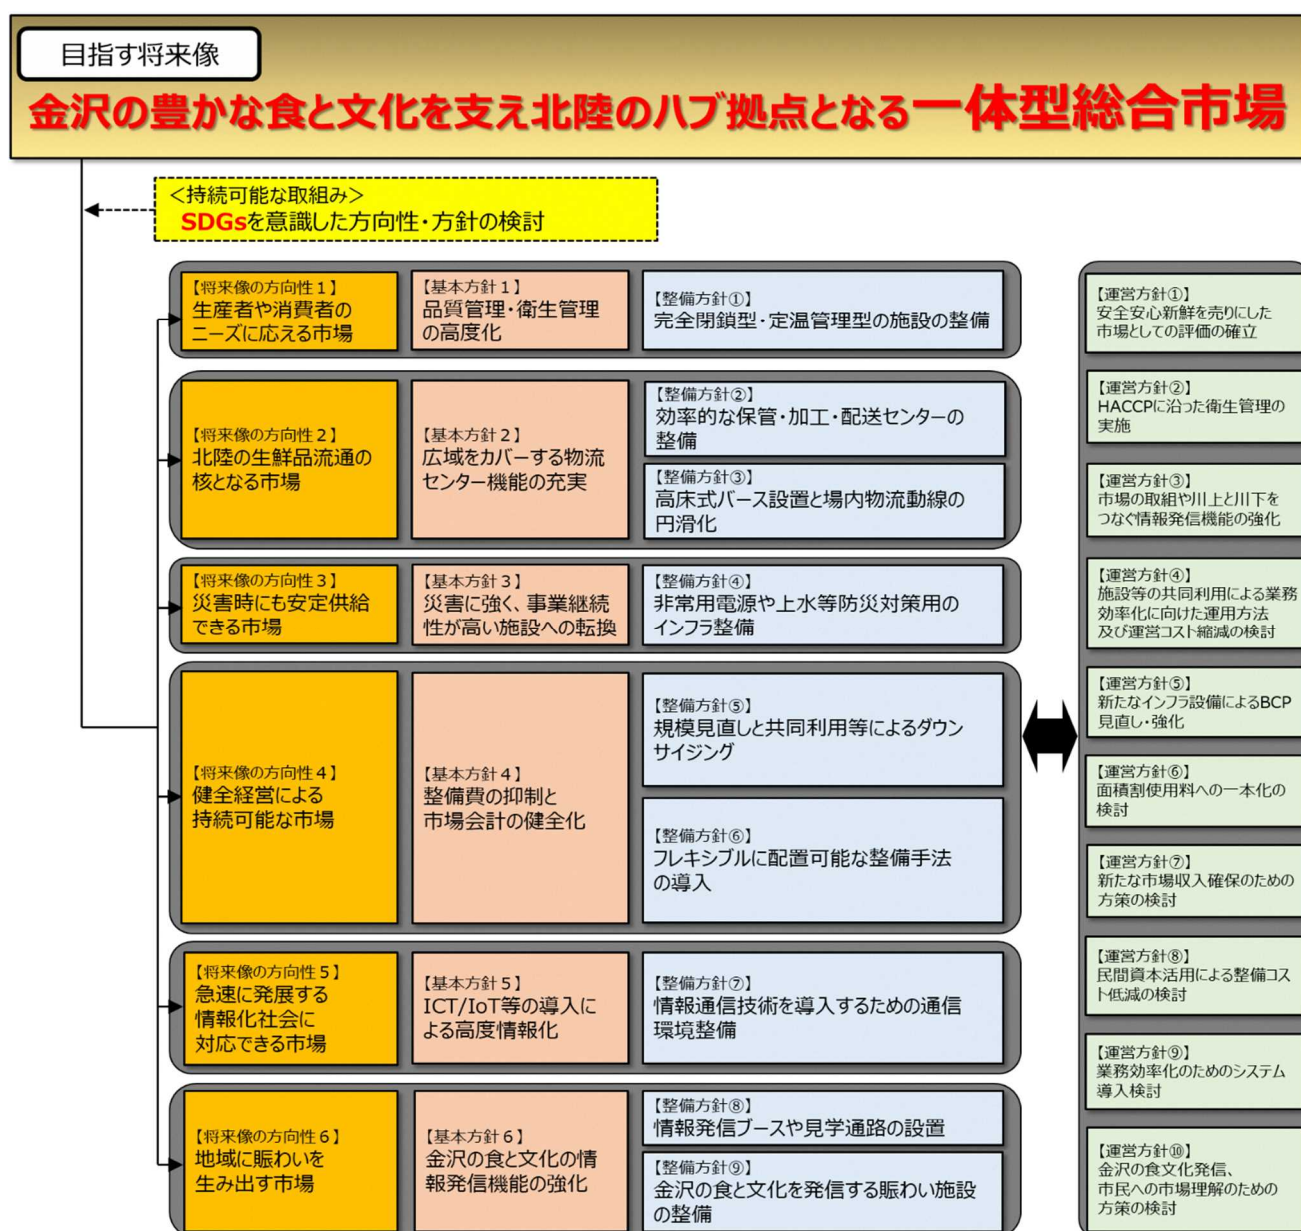 目指す将来像
金沢の豊かな食と文化を支え北陸のハブ拠点となる一体型総合市場
＜持続可能な取組み＞
SDGsを意識した方向性・方針の検討
【将来像の方向性１】
生産者や消費者の
ニーズに応える市場
【基本方針１】
品質管理・衛生管理
の高度化
【整備方針①】
完全閉鎖型・定温管理型の施設の整備
【将来像の方向性２】
北陸の生鮮品流通の
核となる市場
【基本方針２】
広域をカバーする物流
センター機能の充実
【整備方針②】
効率的な保管・加工・配送センターの
整備
【整備方針③】
高床式バース設置と場内物流動線の
円滑化
【将来像の方向性３】
災害時にも安定供給
できる市場
【基本方針３】
災害に強く、事業継続
性が高い施設への転換
【整備方針④】
非常用電源や上水等防災対策用の
インフラ整備
【将来像の方向性４】
健全経営による
持続可能な市場
【基本方針４】
整備費の抑制と
市場会計の健全化
【整備方針⑤】
規模見直しと共同利用等によるダウン
サイジング
【整備方針⑥】
フレキシブルに配置可能な整備手法
の導入
【将来像の方向性５】
急速に発展する
情報化社会に
対応できる市場
【基本方針５】
ICT/IoT等の導入に
よる高度情報化
【整備方針⑦】
情報通信技術を導入するための通信
環境整備
【将来像の方向性６】
地域に賑わいを
生み出す市場
【基本方針６】
金沢の食と文化の情
報発信機能の強化
【整備方針⑧】
情報発信ブースや見学通路の設置
【整備方針⑨】
金沢の食と文化を発信する賑わい施設
の整備
【運営方針①】
安全安心新鮮を売りにした
市場としての評価の確立
【運営方針②】
HACCPに沿った衛生管理の
実施
【運営方針③】
市場の取組や川上と川下を
つなぐ情報発信機能の強化
【運営方針④】
施設等の共同利用による業務
効率化に向けた運用方法
及び運営コスト縮減の検討
【運営方針⑤】
新たなインフラ設備によるBCP
見直し・強化
【運営方針⑥】
面積割使用料への一本化の
検討
【運営方針⑦】
新たな市場収入確保のための
方策の検討
【運営方針⑧】
民間資本活用による整備コス
ト低減の検討
【運営方針⑨】
業務効率化のためのシステム
導入検討
【運営方針⑩】
金沢の食文化発信、
市民への市場理解のための
方策の検討